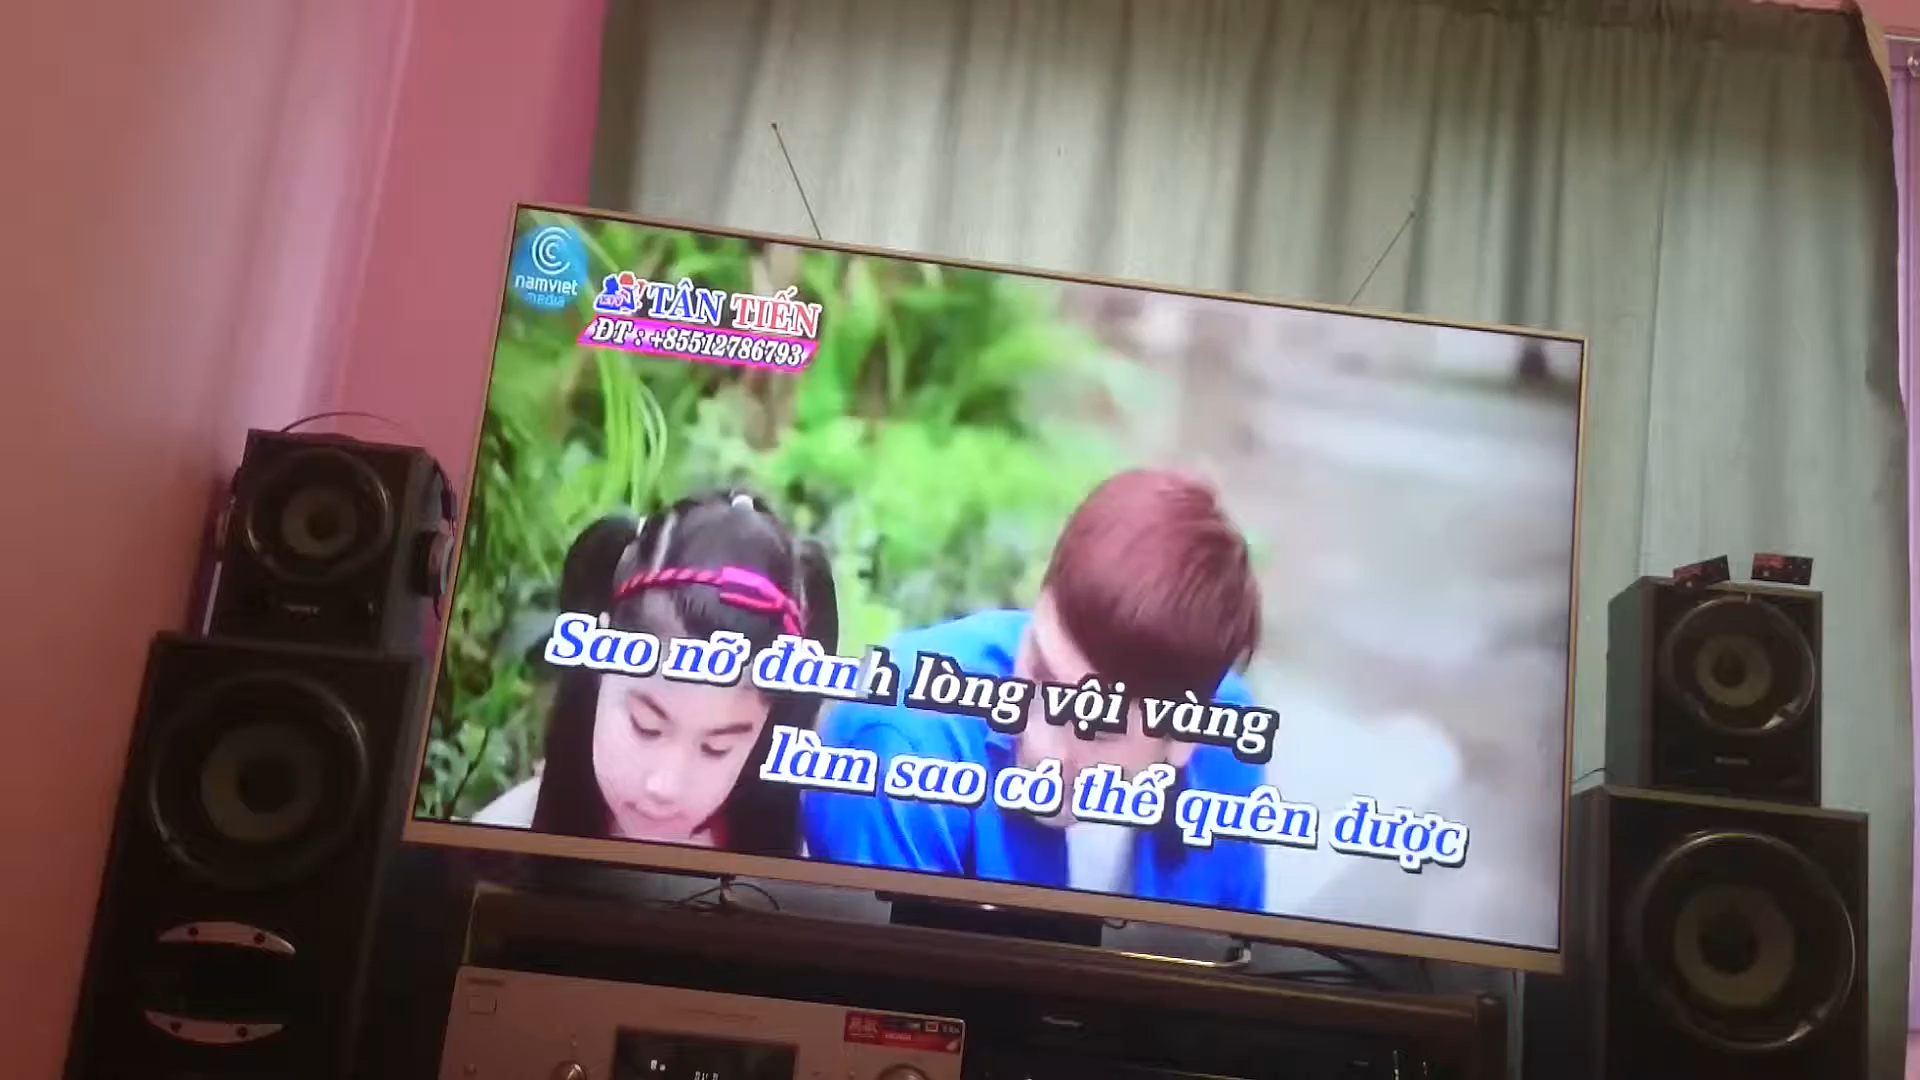 namviet
media
TÂN TIẾN
ĐT : +85512786793
Sao nỡ đành lòng vội vàng
làm sao có thể quên được